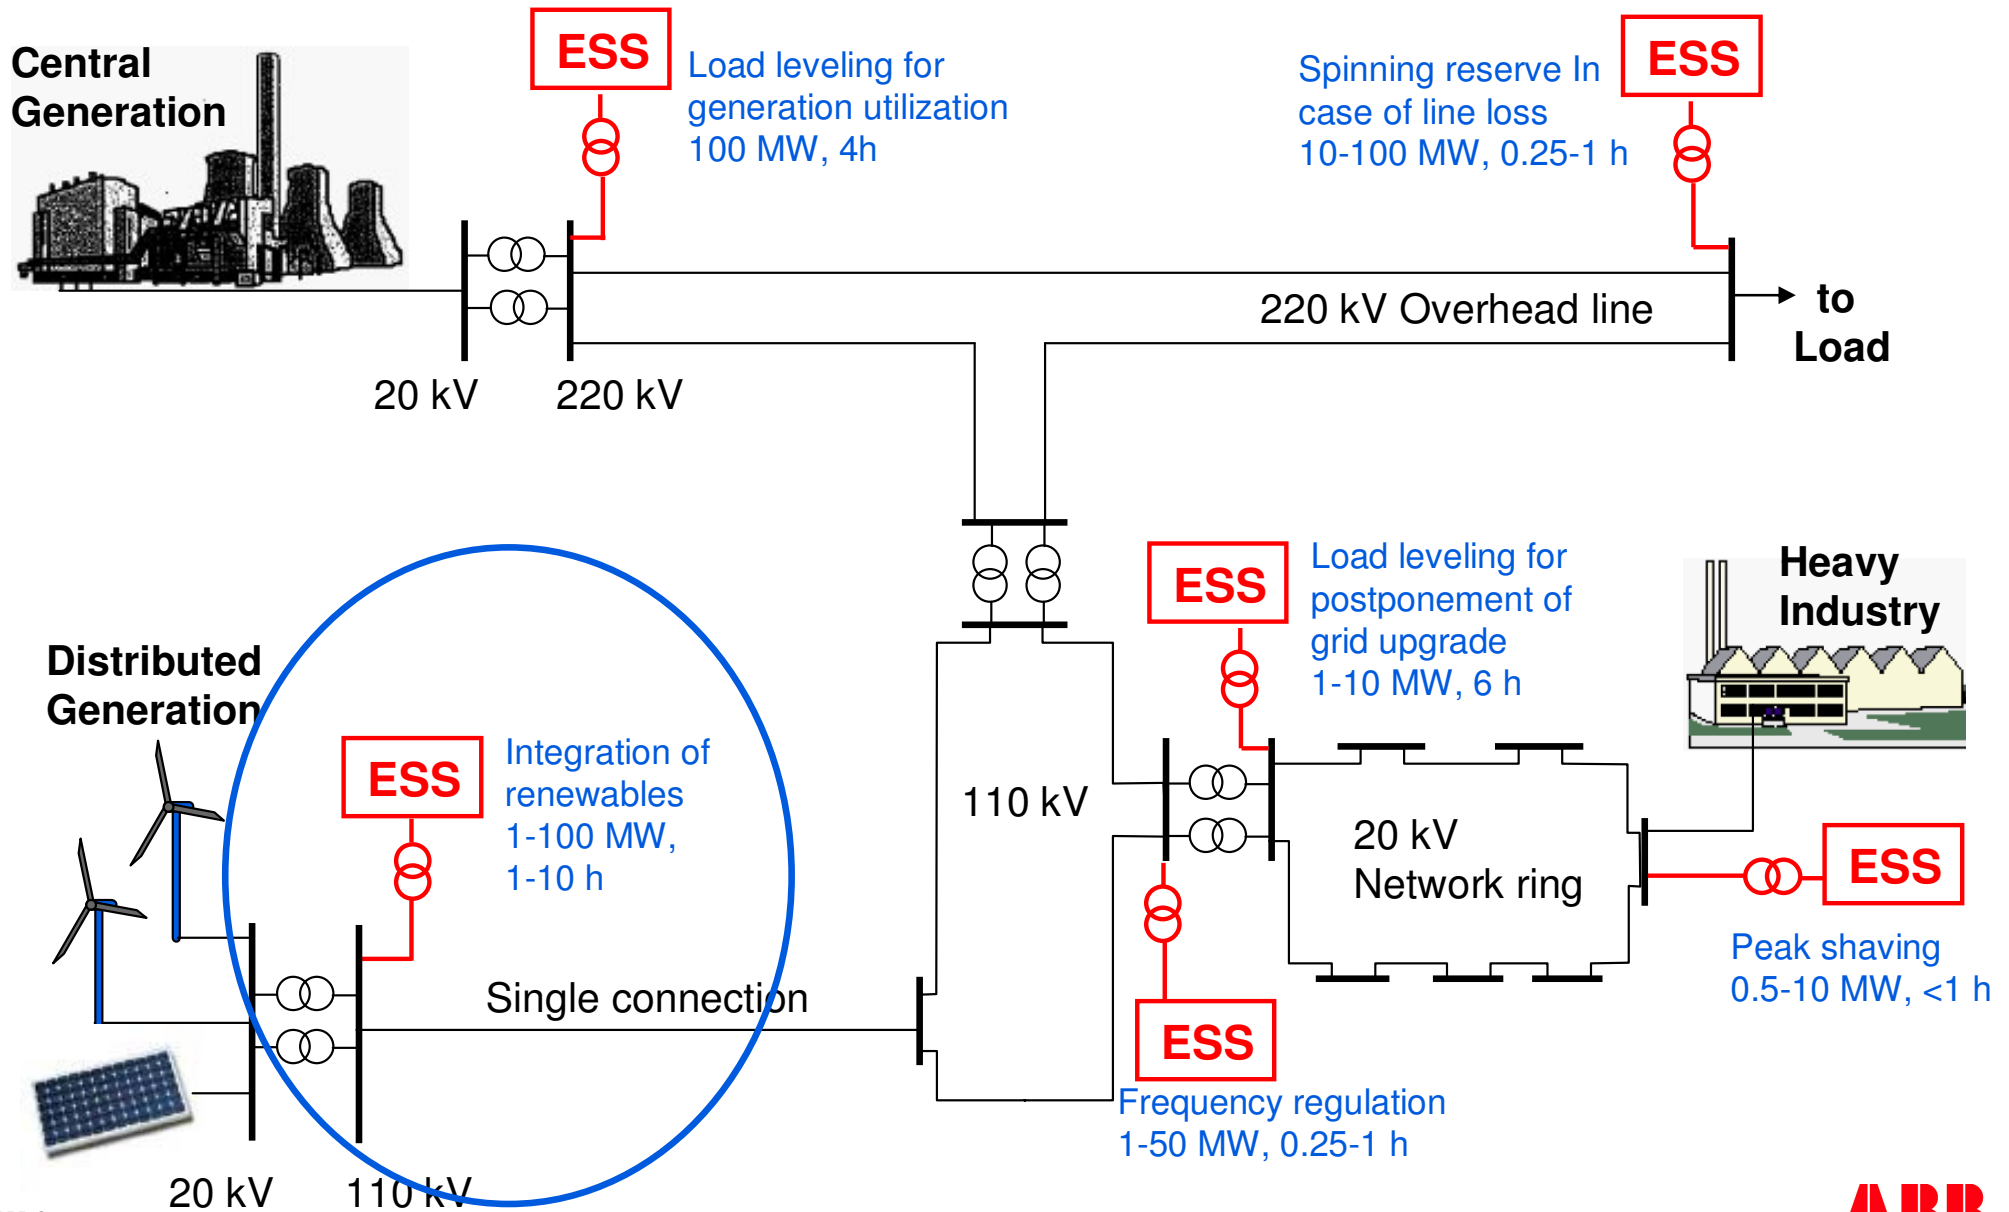 Central
Generation
ESS
Load leveling for
generation utilization
100 MW, 4h
Spinning reserve In
case of line loss
10-100 MW, 0.25-1 h
ESS
220 kV Overhead line
to
Load
20 kV
220 kV
ESS
Load leveling for
postponement of
grid upgrade
1-10 MW, 6 h
Heavy
Industry
Distributed
Generation
ESS
Integration of
renewables
1-100 MW,
1-10 h
110 kV
20 kV
Network ring
ESS
Peak shaving
0.5-10 MW, <1 h
Single connection
ESS
Frequency regulation
1-50 MW, 0.25-1 h
20 kV
110 kV
ABB